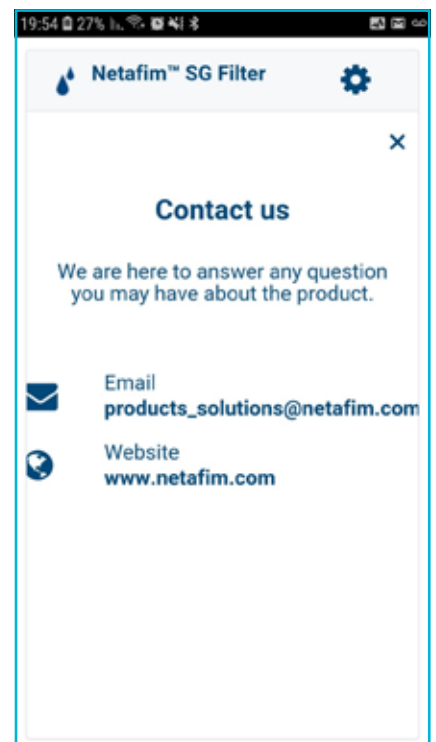 19:54 27%
Netafim™ SG Filter
×
Contact us
We are here to answer any question
you may have about the product.
Email
products_solutions@netafim.com
Website
www.netafim.com